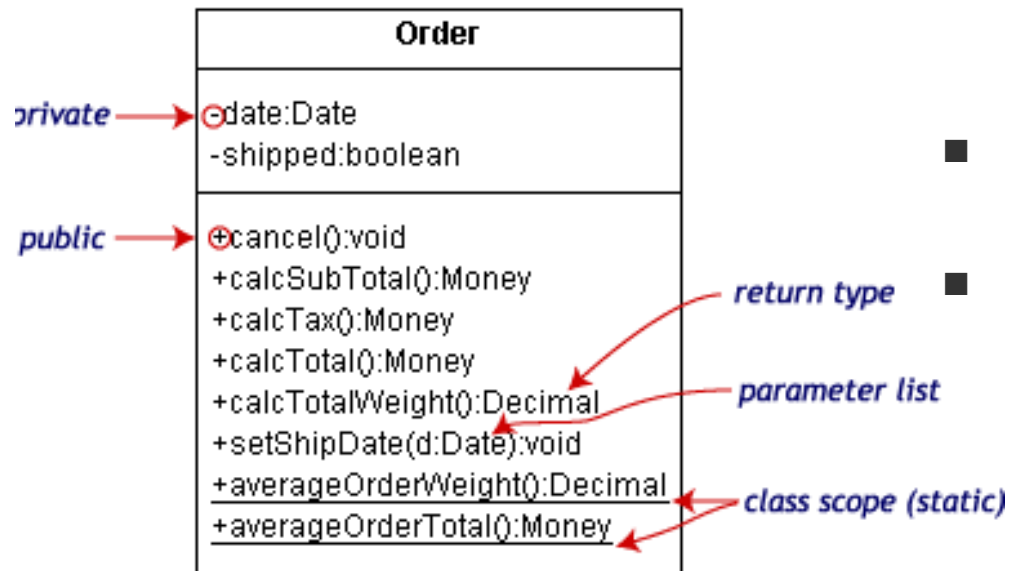 Order
private
-date:Date
-shipped:boolean
public
+cancel():void
+calcSubTotal():Money
+calcTax():Money
+calcTotal():Money
+calcTotalWeight():Decimal
+setShipDate(d:Date):void
+averageOrderWeight():Decimal
+averageOrderTotal():Money
return type
parameter list
class scope (static)